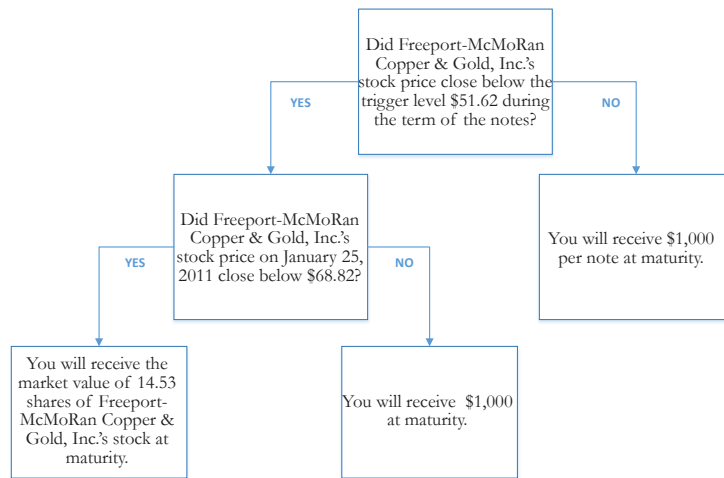 Did Freeport-McMoRan
Copper & Gold, Inc.'s
stock price close below the
trigger level $51.62 during
the term of the notes?
YES
NO
Did Freeport-McMoRan
Copper & Gold, Inc.'s
stock price on January 25,
2011 close below $68.82?
You will receive $1,000
per note at maturity.
YES
NO
You will receive the
market value of 14.53
shares of Freeport-
McMoRan Copper &
Gold, Inc.'s stock at
maturity.
You will receive $1,000
at maturity.